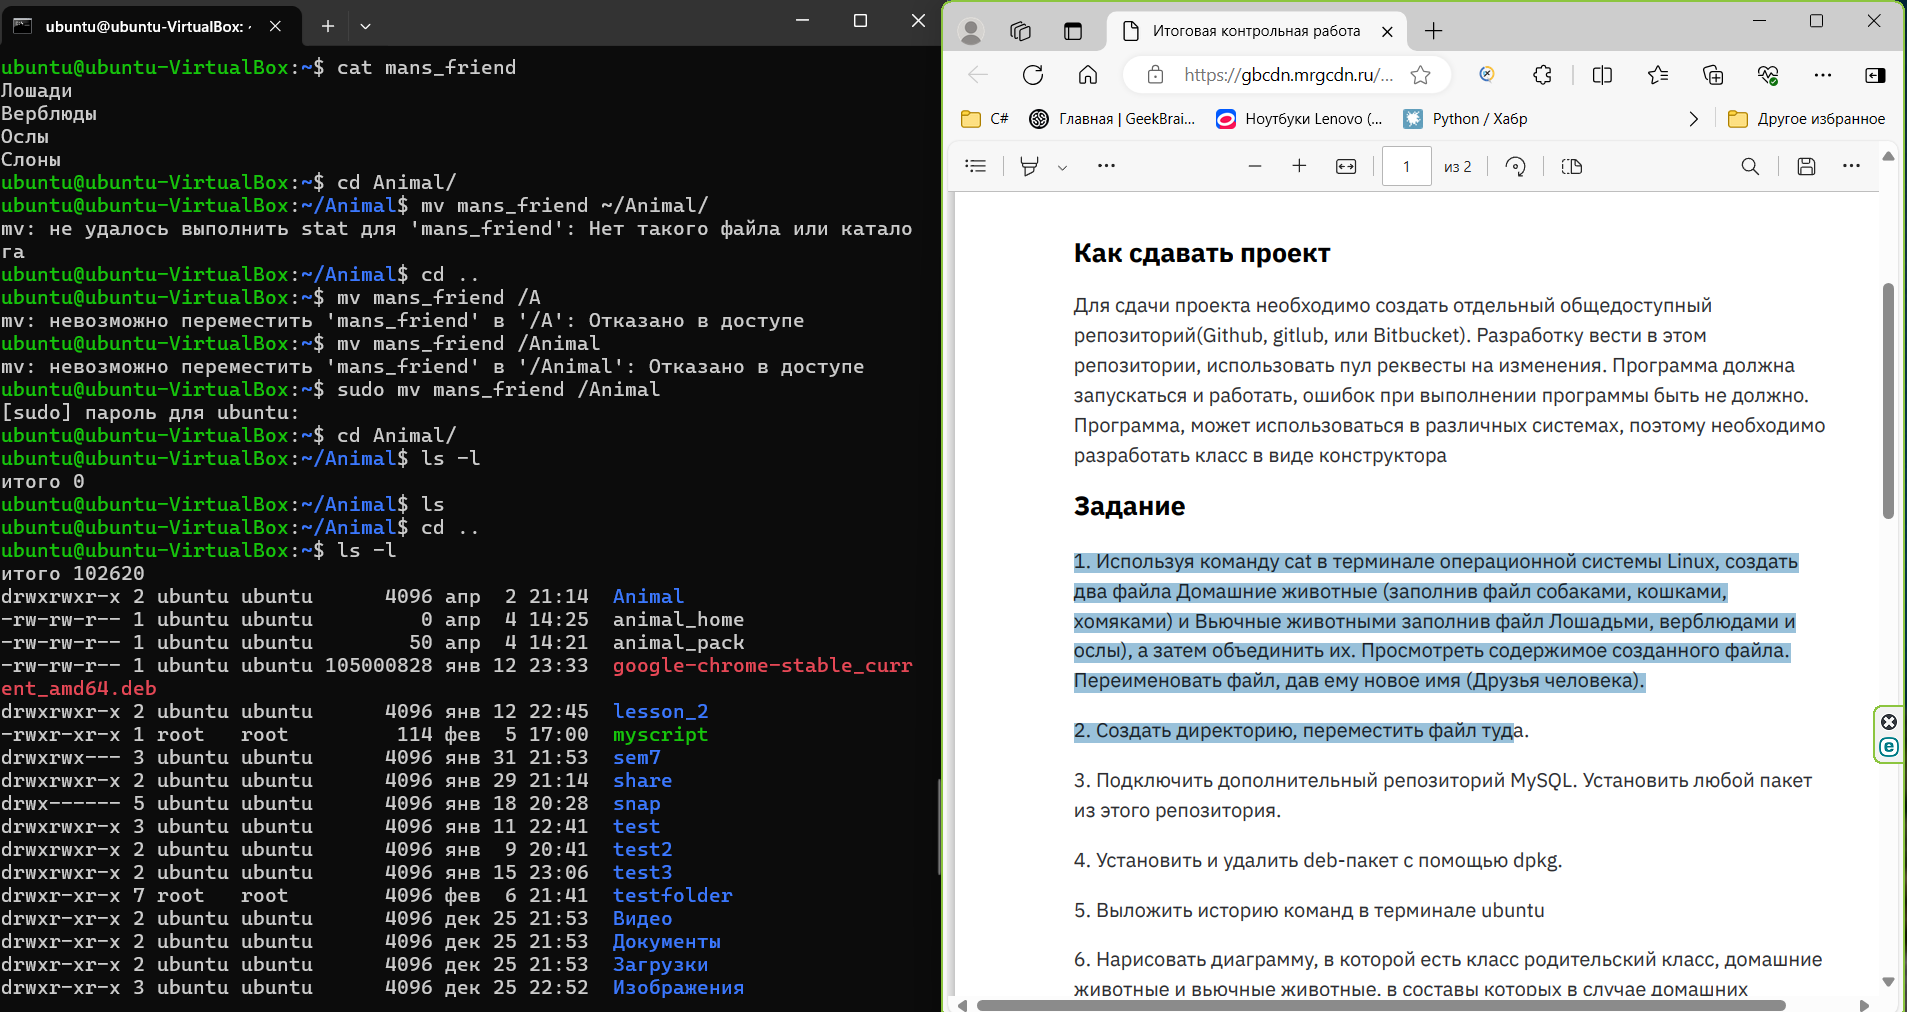 ubuntu@ubuntu-VirtualBox: ~
ubuntu@ubuntu-VirtualBox:~$ cat mans_friend
Лошади
Верблюды
Ослы
Слоны
ubuntu@ubuntu-VirtualBox:~$ cd Animal/
ubuntu@ubuntu-VirtualBox:~/Animal$ mv mans_friend ~/Animal/
mv: не удалось выполнить stat для 'mans_friend': Нет такого файла или катало
га
ubuntu@ubuntu-VirtualBox:~/Animal$ cd ..
ubuntu@ubuntu-VirtualBox:~$ mv mans_friend /A
mv: невозможно переместить 'mans_friend' в '/A': Отказано в доступе
ubuntu@ubuntu-VirtualBox:~$ mv mans_friend /Animal
mv: невозможно переместить 'mans_friend' в '/Animal': Отказано в доступе
ubuntu@ubuntu-VirtualBox:~$ sudo mv mans_friend /Animal
[sudo] пароль для ubuntu:
ubuntu@ubuntu-VirtualBox:~$ cd Animal/
ubuntu@ubuntu-VirtualBox:~/Animal$ ls -l
итого 0
ubuntu@ubuntu-VirtualBox:~/Animal$ ls
ubuntu@ubuntu-VirtualBox:~/Animal$ cd ..
ubuntu@ubuntu-VirtualBox:~$ ls -l
итого 102620
drwxrwxr-x 2 ubuntu ubuntu      4096 апр  2 21:14  Animal
-rw-rw-r-- 1 ubuntu ubuntu         0 апр  4 14:25  animal_home
-rw-rw-r-- 1 ubuntu ubuntu        50 апр  4 14:21  animal_pack
-rw-rw-r-- 1 ubuntu ubuntu 105000828 янв 12 23:33  google-chrome-stable_curr
ent_amd64.deb
drwxrwxr-x 2 ubuntu ubuntu      4096 янв 12 22:45  lesson_2
-rwxr-xr-x 1 root   root         114 фев  5 17:00  myscript
drwxrwx--- 3 ubuntu ubuntu      4096 янв 31 21:53  sem7
drwxrwxr-x 2 ubuntu ubuntu      4096 янв 29 21:14  share
drwx------ 5 ubuntu ubuntu      4096 янв 18 20:28  snap
drwxrwxr-x 3 ubuntu ubuntu      4096 янв 11 22:41  test
drwxrwxr-x 2 ubuntu ubuntu      4096 янв  9 20:41  test2
drwxrwxr-x 2 ubuntu ubuntu      4096 янв 15 23:06  test3
drwxr-xr-x 7 root   root        4096 фев  6 21:41  testfolder
drwxr-xr-x 2 ubuntu ubuntu      4096 дек 25 21:53  Видео
drwxr-xr-x 2 ubuntu ubuntu      4096 дек 25 21:53  Документы
drwxr-xr-x 2 ubuntu ubuntu      4096 дек 25 21:53  Загрузки
drwxr-xr-x 3 ubuntu ubuntu      4096 дек 25 22:52  Изображения
Итоговая контрольная работа
https://gbcdn.mrgcdn.ru/...
C# Главная | GeekBrai... Ноутбуки Lenovo (... Python / Хабр Другое избранное
1 из 2
Как сдавать проект
Для сдачи проекта необходимо создать отдельный общедоступный
репозиторий(Github, gitlub, или Bitbucket). Разработку вести в этом
репозитории, использовать пул реквесты на изменения. Программа должна
запускаться и работать, ошибок при выполнении программы быть не должно.
Программа, может использоваться в различных системах, поэтому необходимо
разработать класс в виде конструктора
Задание
1. Используя команду cat в терминале операционной системы Linux, создать
два файла Домашние животные (заполнив файл собаками, кошками,
хомяками) и Вьючные животными заполнив файл Лошадьми, верблюдами и
ослы), а затем объединить их. Просмотреть содержимое созданного файла.
Переименовать файл, дав ему новое имя (Друзья человека).
2. Создать директорию, переместить файл туда.
3. Подключить дополнительный репозиторий MySQL. Установить любой пакет
из этого репозитория.
4. Установить и удалить deb-пакет с помощью dpkg.
5. Выложить историю команд в терминале ubuntu
6. Нарисовать диаграмму, в которой есть класс родительский класс, домашние
животные и вьючные животные, в составы которых в случае домашних